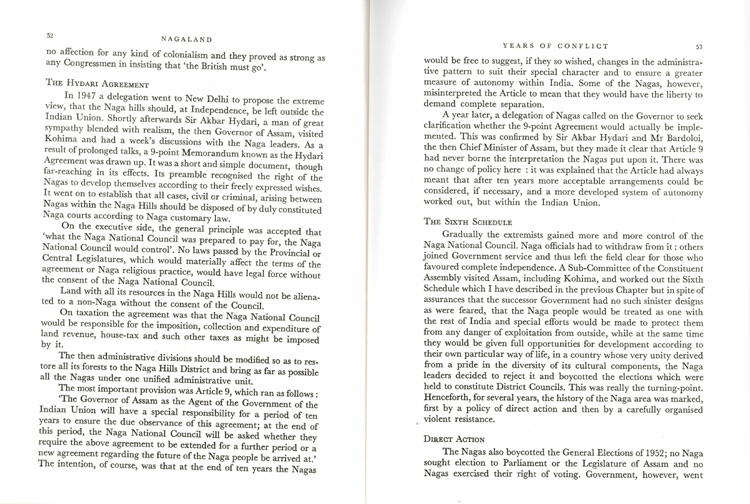 52
NAGALAND
no affection for any kind of colonialism and they proved as strong as
any Congressmen in insisting that 'the British must go'.
THE HYDARI AGREEMENT
In 1947 a delegation went to New Delhi to propose the extreme
view, that the Naga hills should, at Independence, be left outside the
Indian Union. Shortly afterwards Sir Akbar Hydari, a man of great
sympathy blended with realism, the then Governor of Assam, visited
Kohima and had a week's discussions with the Naga leaders. As a
result of prolonged talks, a 9-point Memorandum known as the Hydari
Agreement was drawn up. It was a short and simple document, though
far-reaching in its effects. Its preamble recognised the right of the
Nagas to develop themselves according to their freely expressed wishes.
It went on to establish that all cases, civil or criminal, arising between
Nagas within the Naga Hills should be disposed of by duly constituted
Naga courts according to Naga customary law.
On the executive side, the general principle was accepted that
'what the Naga National Council was prepared to pay for, the Naga
National Council would control'. No laws passed by the Provincial or
Central Legislatures, which would materially affect the terms of the
agreement or Naga religious practice, would have legal force without
the consent of the Naga National Council.
Land with all its resources in the Naga Hills would not be aliena-
ted to a non-Naga without the consent of the Council.
On taxation the agreement was that the Naga National Council
would be responsible for the imposition, collection and expenditure of
land revenue, house-tax and such other taxes as might be imposed
by it.
The then administrative divisions should be modified so as to res-
tore all its forests to the Naga Hills District and bring as far as possible
all the Nagas under one unified administrative unit.
The most important provision was Article 9, which ran as follows :
'The Governor of Assam as the Agent of the Government of the
Indian Union will have a special responsibility for a period of ten
years to ensure the due observance of this agreement; at the end of
this period, the Naga National Council will be asked whether they
require the above agreement to be extended for a further period or a
new agreement regarding the future of the Naga people be arrived at.'
The intention, of course, was that at the end of ten years the Nagas
YEARS OF CONFLICT
53
would be free to suggest, if they so wished, changes in the administra-
tive pattern to suit their special character and to ensure a greater
measure of autonomy within India. Some of the Nagas, however,
misinterpreted the Article to mean that they would have the liberty to
demand complete separation.
A year later, a delegation of Nagas called on the Governor to seek
clarification whether the 9-point Agreement would actually be imple-
mented. This was confirmed by Sir Akbar Hydari and Mr Bardoloi,
the then Chief Minister of Assam, but they made it clear that Article 9
had never borne the interpretation the Nagas put upon it. There was
no change of policy here : it was explained that the Article had always
meant that after ten years more acceptable arrangements could be
considered, if necessary, and a more developed system of autonomy
worked out, but within the Indian Union.
THE SIXTH SCHEDULE
Gradually the extremists gained more and more control of the
Naga National Council. Naga officials had to withdraw from it : others
joined Government service and thus left the field clear for those who
favoured complete independence. A Sub-Committee of the Constituent
Assembly visited Assam, including Kohima, and worked out the Sixth
Schedule which I have described in the previous Chapter but in spite of
assurances that the successor Government had no such sinister designs
as were feared, that the Naga people would be treated as one with
the rest of India and special efforts would be made to protect them
from any danger of exploitation from outside, while at the same time
they would be given full opportunities for development according to
their own particular way of life, in a country whose very unity derived
from a pride in the diversity of its cultural components, the Naga
leaders decided to reject it and boycotted the elections which were
held to constitute District Councils. This was really the turning-point.
Henceforth, for several years, the history of the Naga area was marked,
first by a policy of direct action and then by a carefully organised
violent resistance.
DIRECT ACTION
The Nagas also boycotted the General Elections of 1952; no Naga
sought election to Parliament or the Legislature of Assam and no
Nagas exercised their right of voting. Government, however, went